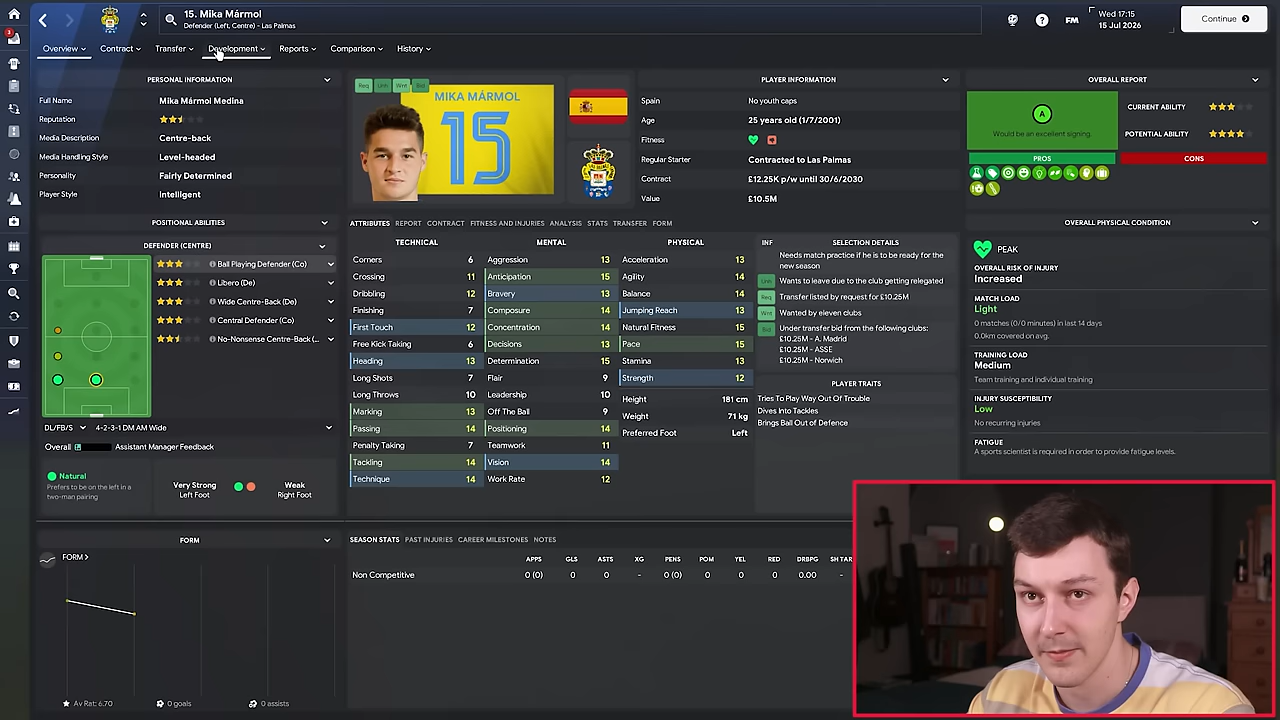 15. Mika Mármol
Defender (Left, Centre) - Las Palmas
FM
Wed 17:15
15 Jul 2026
Continue
3
Overview
Contract
Transfer
Development
Reports
Comparison
History
PERSONAL INFORMATION
Full Name Mika Mármol Medina
Reputation
Media Description Centre-back
Media Handling Style Level-headed
Personality Fairly Determined
Player Style Intelligent
POSITIONAL ABILITIES
DEFENDER (CENTRE)
Ball Playing Defender (Co)
Libero (De)
Wide Centre-Back (De)
Central Defender (Co)
No-Nonsense Centre-Back (...
DL/FB/S 4-2-3-1 DM AM Wide
Overall Assistant Manager Feedback
Natural
Prefers to be on the left in a two-man pairing
Very Strong
Left Foot
Weak
Right Foot
FORM
FORM
Av Rat: 6.70
0 goals
0 assists
Req Unh Wnt Bid
MIKA MÁRMOL
15
PLAYER INFORMATION
Spain No youth caps
Age 25 years old (1/7/2001)
Fitness
Regular Starter Contracted to Las Palmas
Contract £12.25K p/w until 30/6/2030
Value £10.5M
ATTRIBUTES REPORT CONTRACT FITNESS AND INJURIES ANALYSIS STATS TRANSFER FORM
TECHNICAL
Corners 6
Crossing 11
Dribbling 12
Finishing 7
First Touch 12
Free Kick Taking 6
Heading 13
Long Shots 7
Long Throws 10
Marking 13
Passing 14
Penalty Taking 7
Tackling 14
Technique 14
MENTAL
Aggression 13
Anticipation 15
Bravery 13
Composure 14
Concentration 14
Decisions 13
Determination 15
Flair 9
Leadership 10
Off The Ball 9
Positioning 14
Teamwork 11
Vision 14
Work Rate 12
PHYSICAL
Acceleration 13
Agility 14
Balance 14
Jumping Reach 13
Natural Fitness 15
Pace 15
Stamina 13
Strength 12
Height 181 cm
Weight 71 kg
Preferred Foot Left
INF SELECTION DETAILS
Needs match practice if he is to be ready for the new season
Unh Wants to leave due to the club getting relegated
Req Transfer listed by request for £10.25M
Wnt Wanted by eleven clubs
Bid Under transfer bid from the following clubs:
£10.25M - A. Madrid
£10.25M - ASSE
£10.25M - Norwich
PLAYER TRAITS
Tries To Play Way Out Of Trouble
Dives Into Tackles
Brings Ball Out of Defence
SEASON STATS PAST INJURIES CAREER MILESTONES NOTES
APPS GLS ASTS XG PENS POM YEL RED DRBPG SH TAR
Non Competitive 0 (0) 0 0 - 0 (0) 0 0 0 0.00 -
OVERALL REPORT
A
Would be an excellent signing.
CURRENT ABILITY
POTENTIAL ABILITY
PROS
CONS
OVERALL PHYSICAL CONDITION
PEAK
OVERALL RISK OF INJURY
Increased
MATCH LOAD
Light
0 matches (0/0 minutes) in last 14 days
0.0km covered on avg.
TRAINING LOAD
Medium
Team training and individual training
INJURY SUSCEPTIBILITY
Low
No recurring injuries
FATIGUE
A sports scientist is required in order to provide fatigue levels.